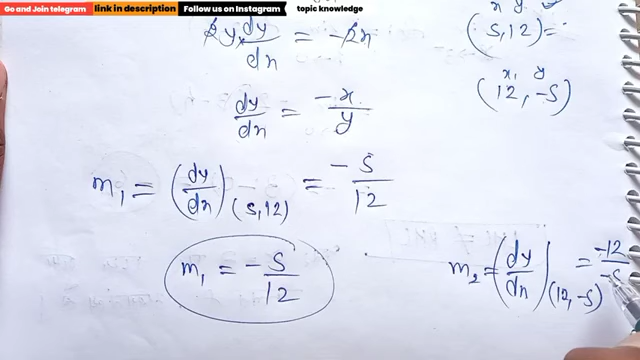 Go and Join telegram link in description Follow us on Instagram topic knowledge
x y
2y dy/dx = -2x (5,12)=
x, y
dy/dx = -x/y (12, -5)
m₁ = (dy/dx)(5,12) = -5/12
m₁ = -5/12
m₂ = (dy/dx)(12,-5) = -12/-5